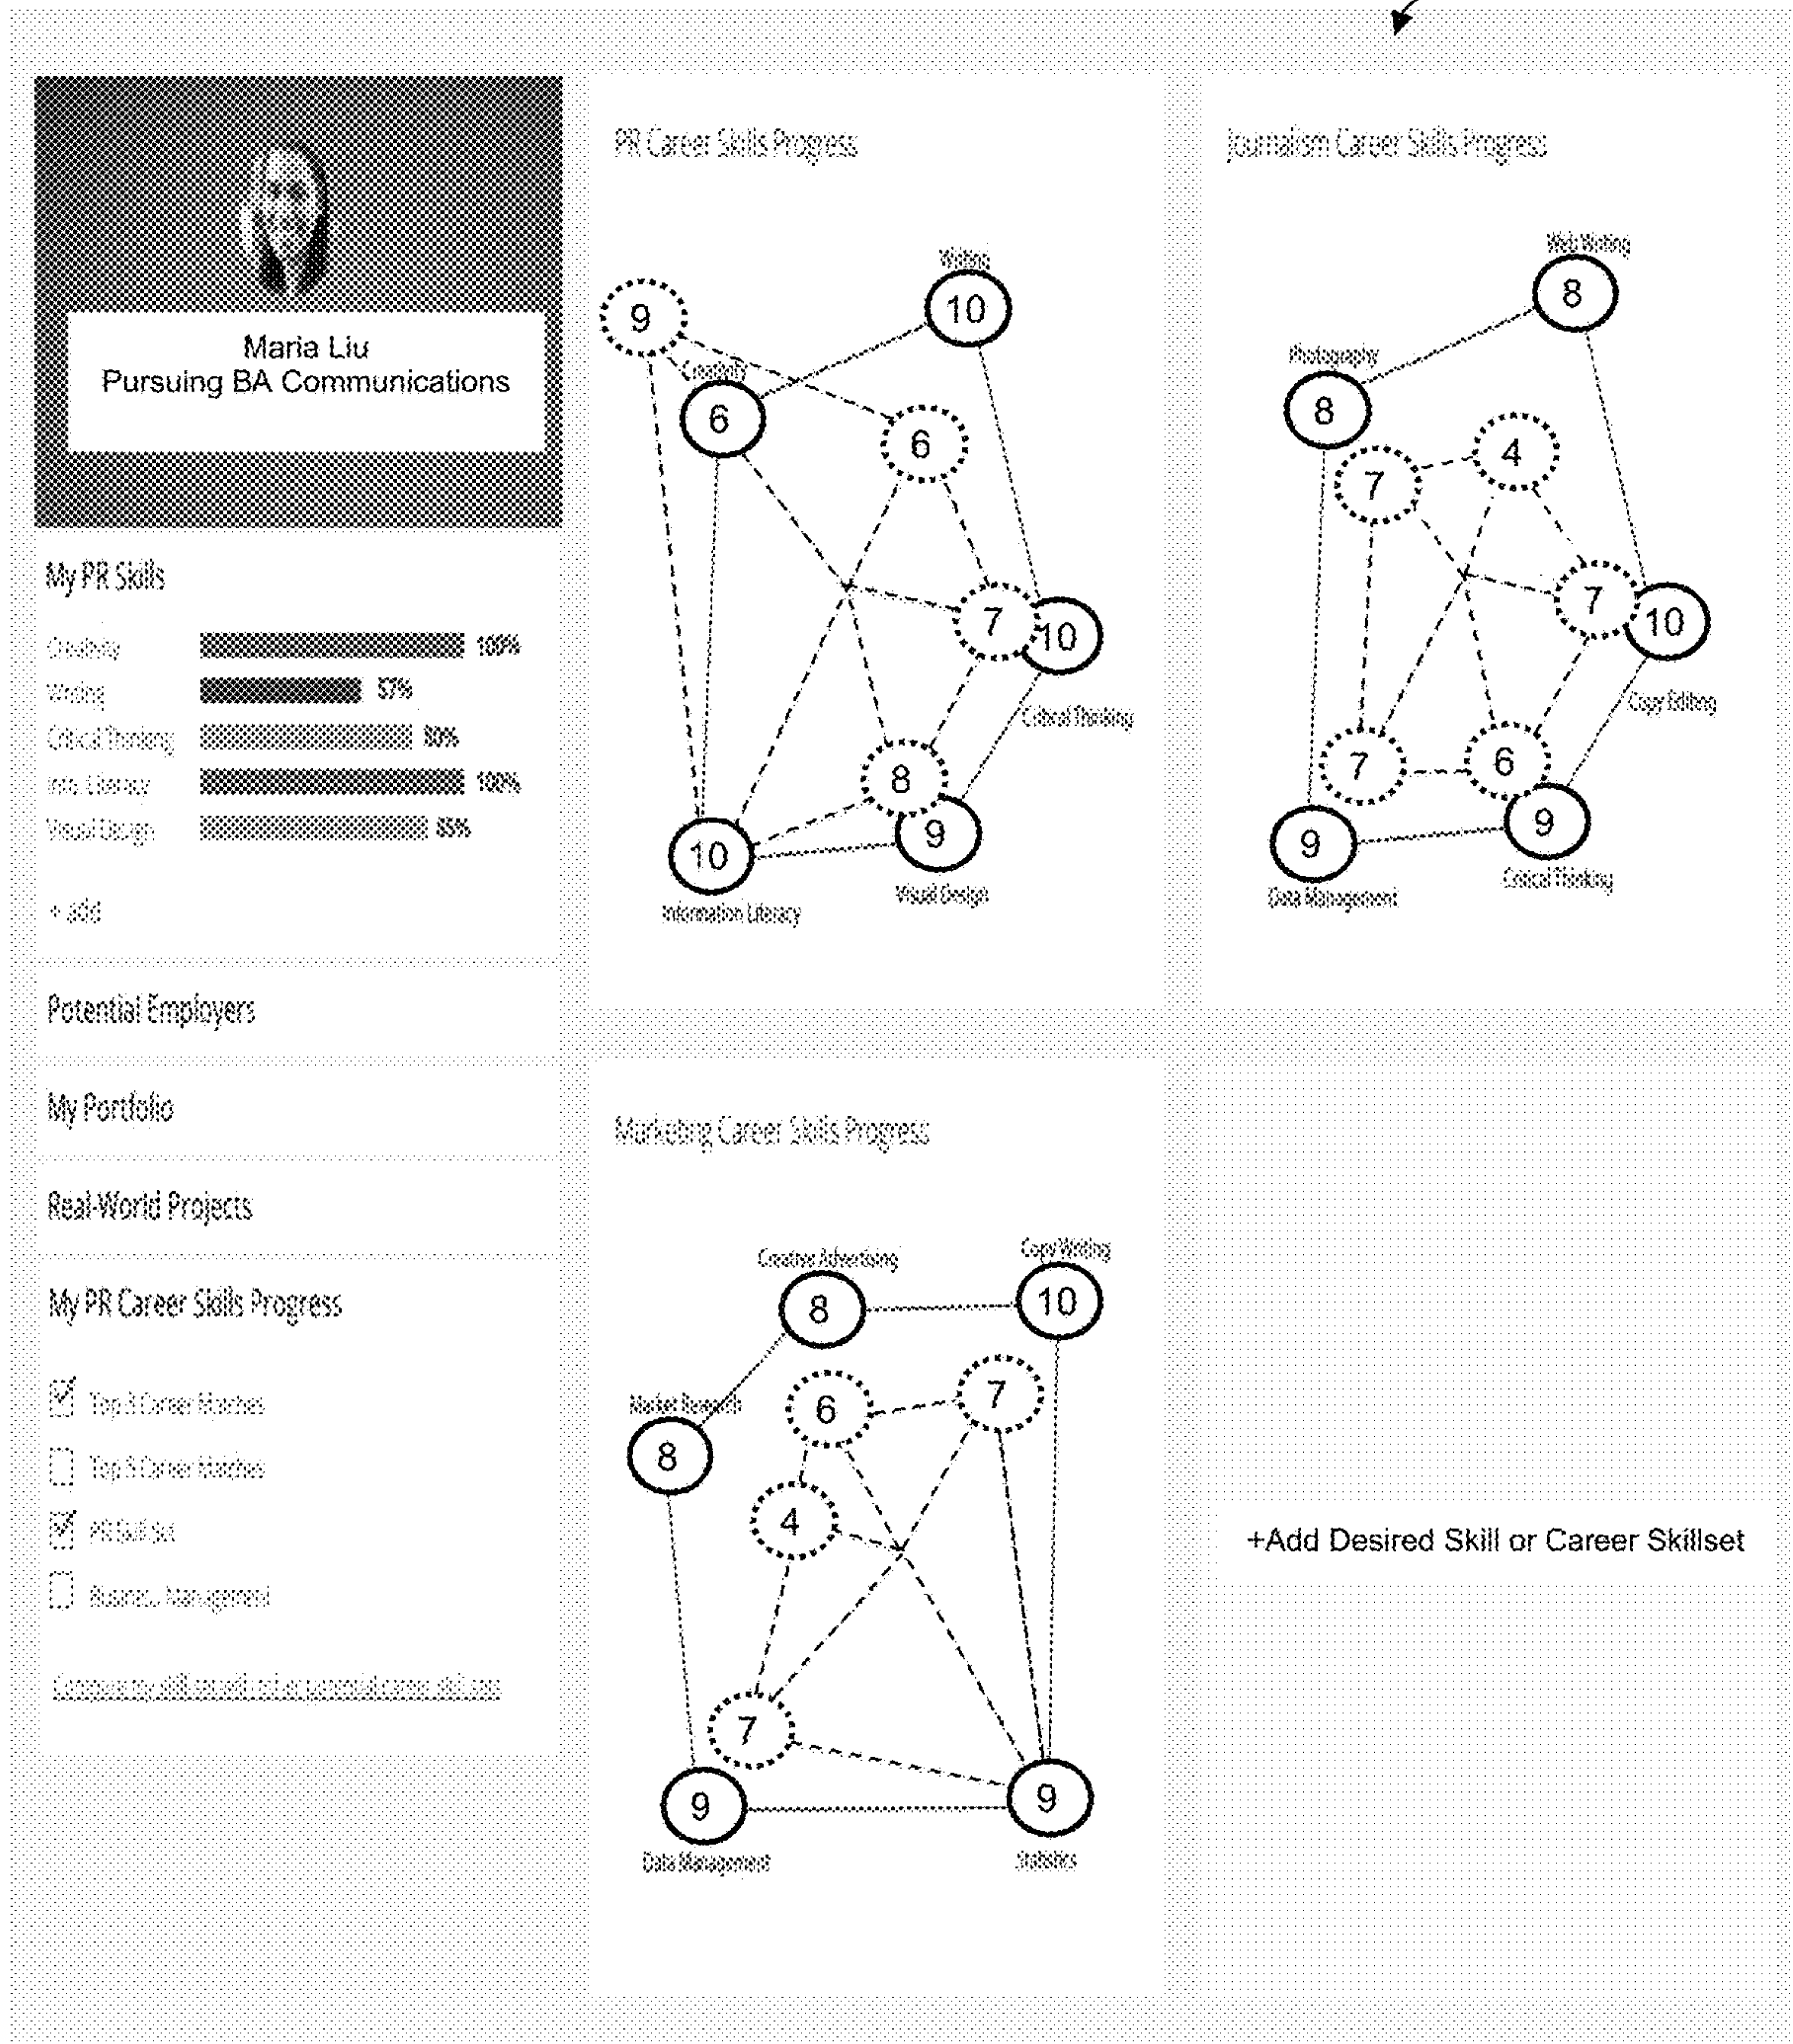 Maria Liu
Pursuing BA Communications
My PR Skills
Creativity 100%
Writing 57%
Critical Thinking 80%
Info. Literacy 100%
Visual Design 85%
+ add
Potential Employers
My Portfolio
Real-World Projects
My PR Career Skills Progress
Top 3 Career Matches
Top 5 Career Matches
PR Skill Set
Business Management
PR Career Skills Progress
Writing
10
9
Creativity
6
6
7
10
Critical Thinking
8
9
10
Visual Design
Information Literacy
Journalism Career Skills Progress
Web Writing
8
Photography
8
4
7
7
10
Copy Editing
7
6
9
9
Critical Thinking
Data Management
Marketing Career Skills Progress
Creative Advertising
Copy Writing
8
10
6
7
Market Research
8
4
7
9
9
Data Management
Statistics
+Add Desired Skill or Career Skillset